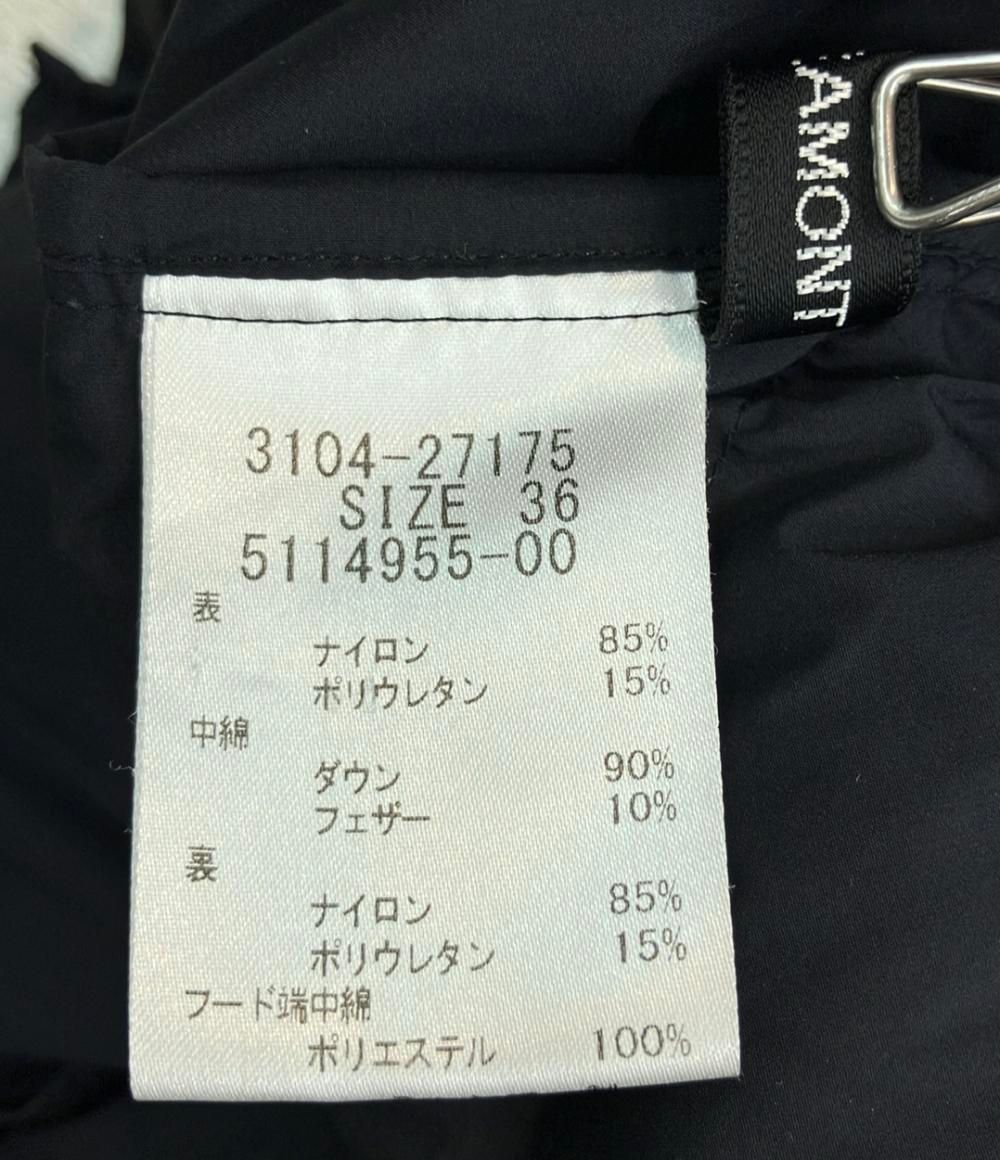 AMONT
3104-27175
SIZE 36
5114955-00
表
ナイロン 85%
ポリウレタン 15%
中綿
ダウン 90%
フェザー 10%
裏
ナイロン 85%
ポリウレタン 15%
フード端中綿
ポリエステル 100%